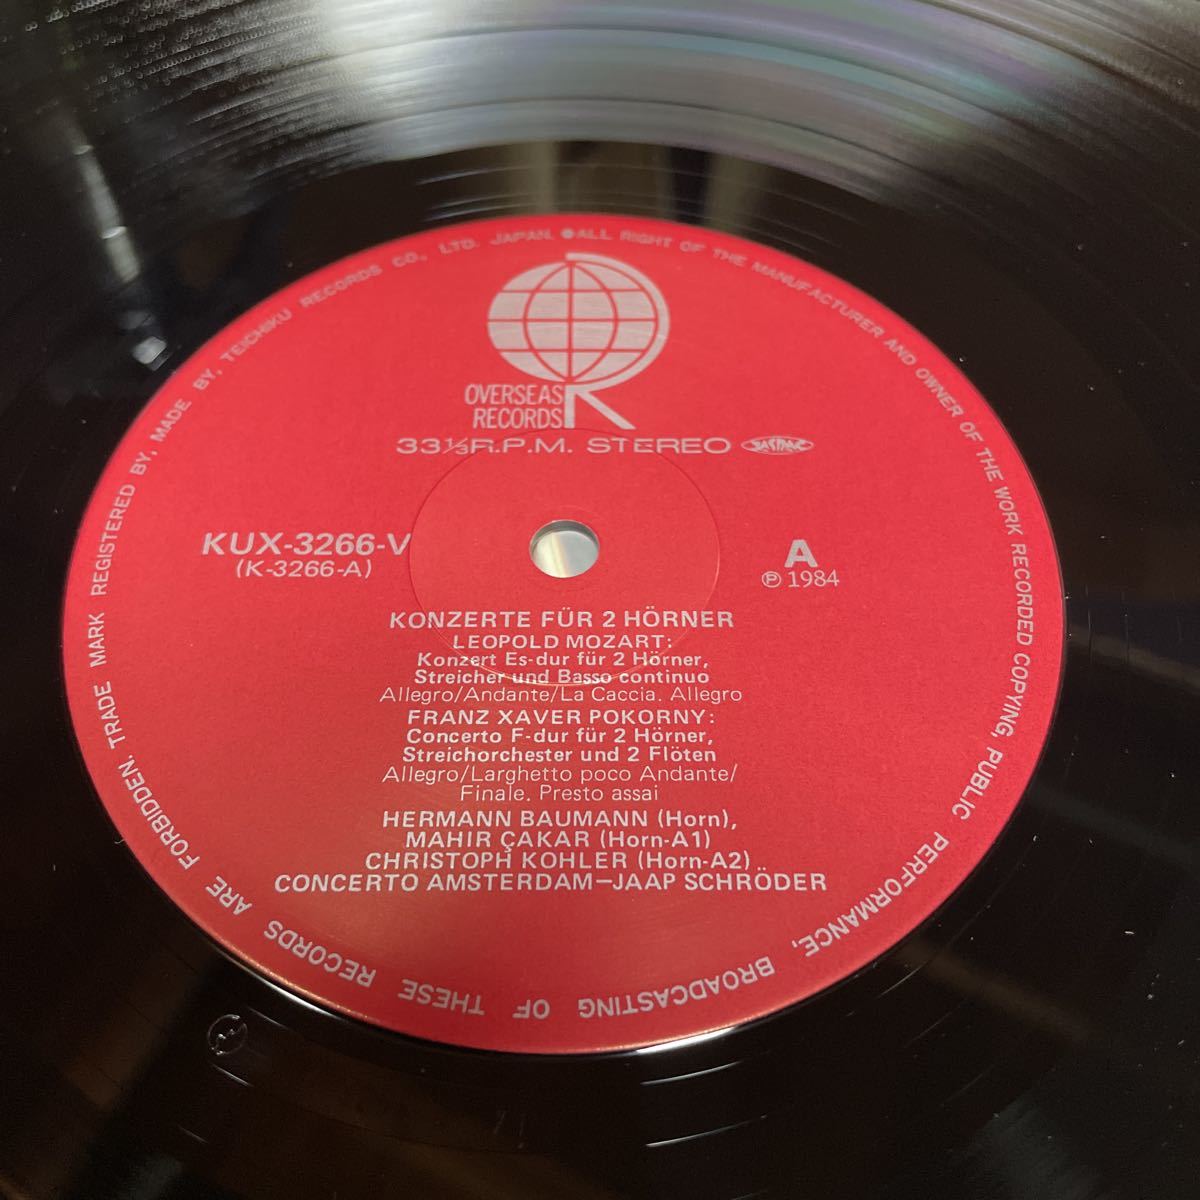 TRADE MARK REGISTERED BY, MADE BY, TEICHIKU RECORDS CO., LTD. JAPAN. ●ALL RIGHT OF THE MANUFACTURER AND OWNER OF THE WORK RECORDED COPYING, PUBLIC PERFORMANCE, BROADCASTING OF THESE RECORDS ARE FORBIDDEN.
R
OVERSEAS
RECORDS
33⅓R.P.M. STEREO
KUX-3266-V
(K-3266-A)
A
Ⓟ 1984
KONZERTE FÜR 2 HÖRNER
LEOPOLD MOZART:
Konzert Es-dur für 2 Hörner,
Streicher und Basso continuo
Allegro/Andante/La Caccia. Allegro
FRANZ XAVER POKORNY:
Concerto F-dur für 2 Hörner,
Streichorchester und 2 Flöten
Allegro/Larghetto poco Andante/
Finale. Presto assai
HERMANN BAUMANN (Horn),
MAHIR ÇAKAR (Horn-A1)
CHRISTOPH KOHLER (Horn-A2)
CONCERTO AMSTERDAM—JAAP SCHRÖDER